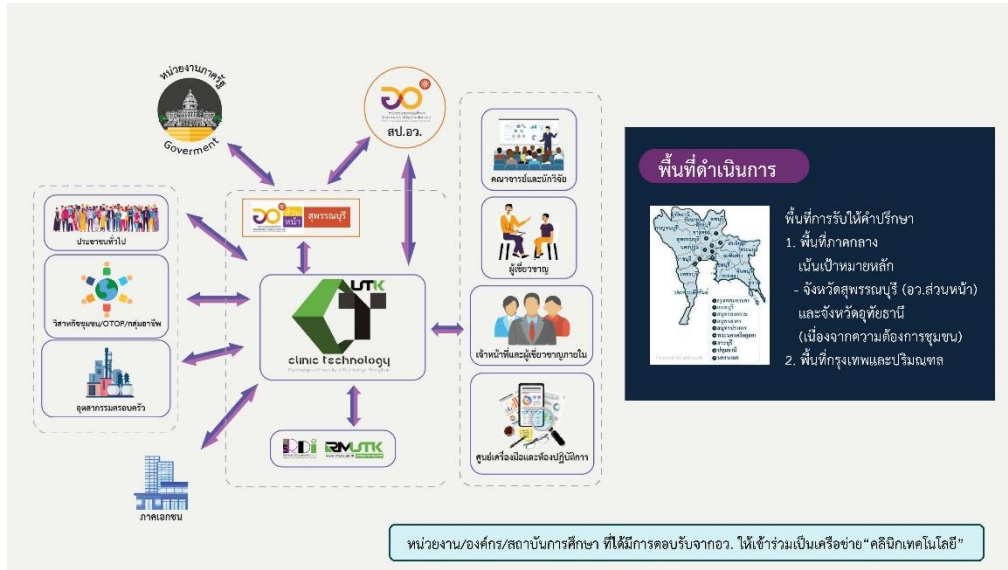 หน่วยงานภาครัฐ
Goverment
สป.อว.
ส่วน
หน้า
สุพรรณบุรี
ประชาชนทั่วไป
วิสาหกิจชุมชน/OTOP/กลุ่มอาชีพ
อุตสาหกรรมครอบครัว
ภาคเอกชน
UTK
clinic technology
RDi
RMUTK
คณาจารย์และนักวิจัย
ผู้เชี่ยวชาญ
เจ้าหน้าที่และผู้เชี่ยวชาญภายใน
ศูนย์เครื่องมือและห้องปฏิบัติการ
พื้นที่ดำเนินการ
พื้นที่การรับให้คำปรึกษา
1. พื้นที่ภาคกลาง
เน้นเป้าหมายหลัก
- จังหวัดสุพรรณบุรี (อว.ส่วนหน้า)
และจังหวัดอุทัยธานี
(เนื่องจากความต้องการชุมชน)
2. พื้นที่กรุงเทพและปริมณฑล
หน่วยงาน/องค์กร/สถาบันการศึกษา ที่ได้มีการตอบรับจากอว. ให้เข้าร่วมเป็นเครือข่าย“คลินิกเทคโนโลยี”